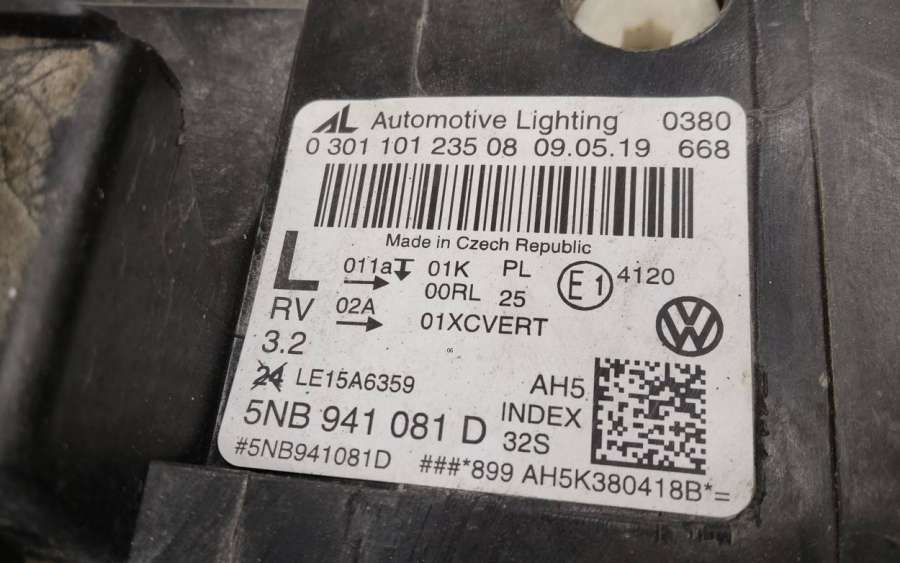 AL Automotive Lighting 0380
0 301 101 235 08 09.05.19 668
Made in Czech Republic
L 011a 01K PL E1 4120
00RL 25
RV 02A 01XCVERT
3.2
24 LE15A6359 AH5
5NB 941 081 D INDEX
32S
#5NB941081D ###*899 AH5K380418B*=